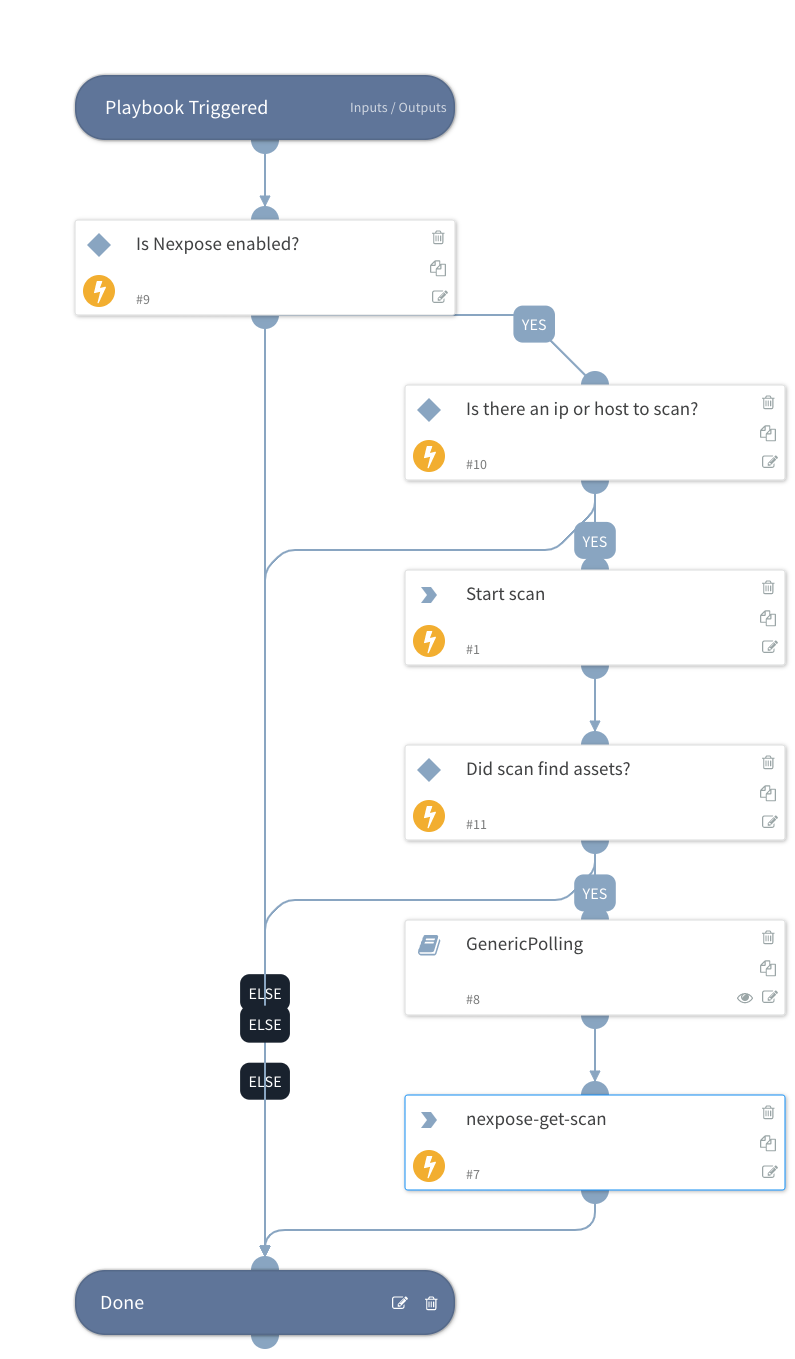 Playbook Triggered
Inputs / Outputs
Is Nexpose enabled?
#9
YES
Is there an ip or host to scan?
#10
YES
Start scan
#1
Did scan find assets?
#11
YES
GenericPolling
#8
ELSE
ELSE
ELSE
nexpose-get-scan
#7
Done